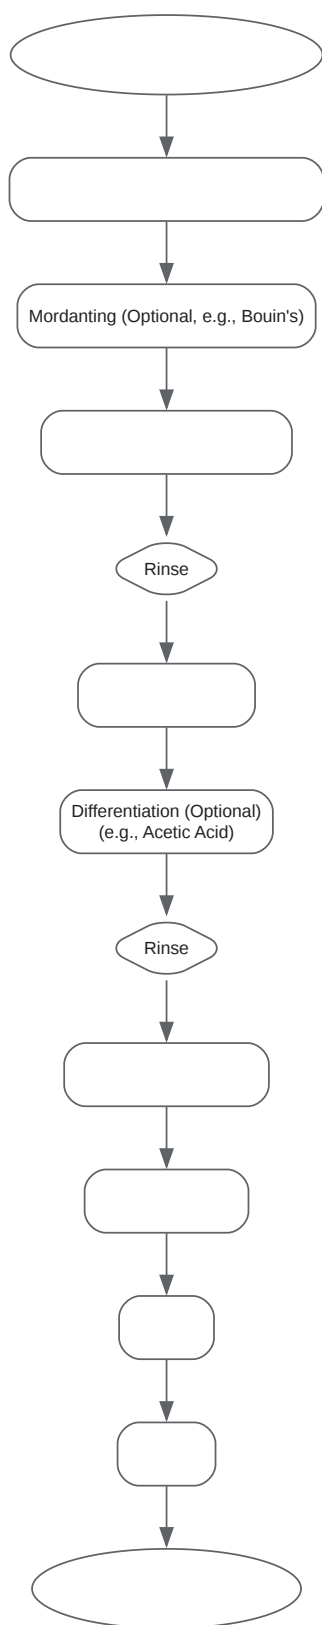 Mordanting (Optional, e.g., Bouin's)
Rinse
Differentiation (Optional)
(e.g., Acetic Acid)
Rinse